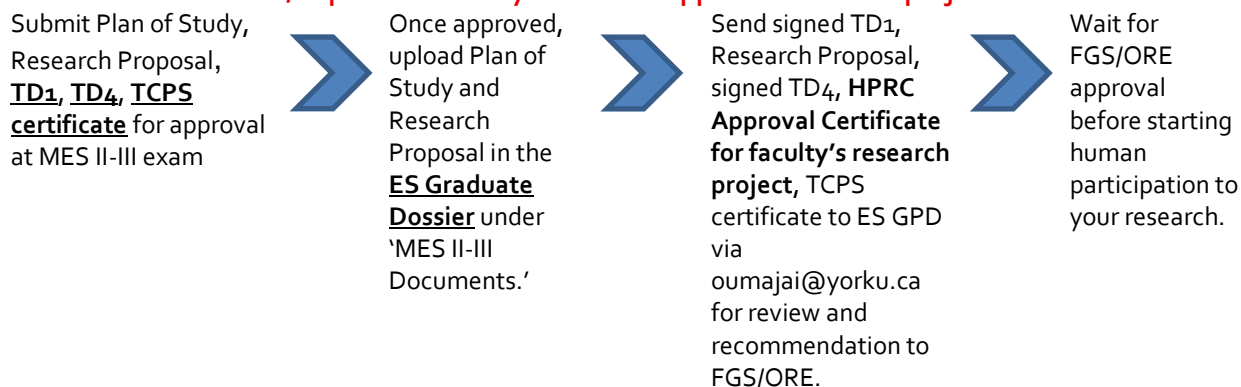 Submit Plan of Study,
Research Proposal,
TD1, TD4, TCPS
certificate for approval
at MES II-III exam
Once approved,
upload Plan of
Study and
Research
Proposal in the
ES Graduate
Dossier under
‘MES II-III
Documents.’
Send signed TD1,
Research Proposal,
signed TD4, HPRC
Approval Certificate
for faculty’s research
project, TCPS
certificate to ES GPD
via
oumajai@yorku.ca
for review and
recommendation to
FGS/ORE.
Wait for
FGS/ORE
approval
before starting
human
participation to
your research.